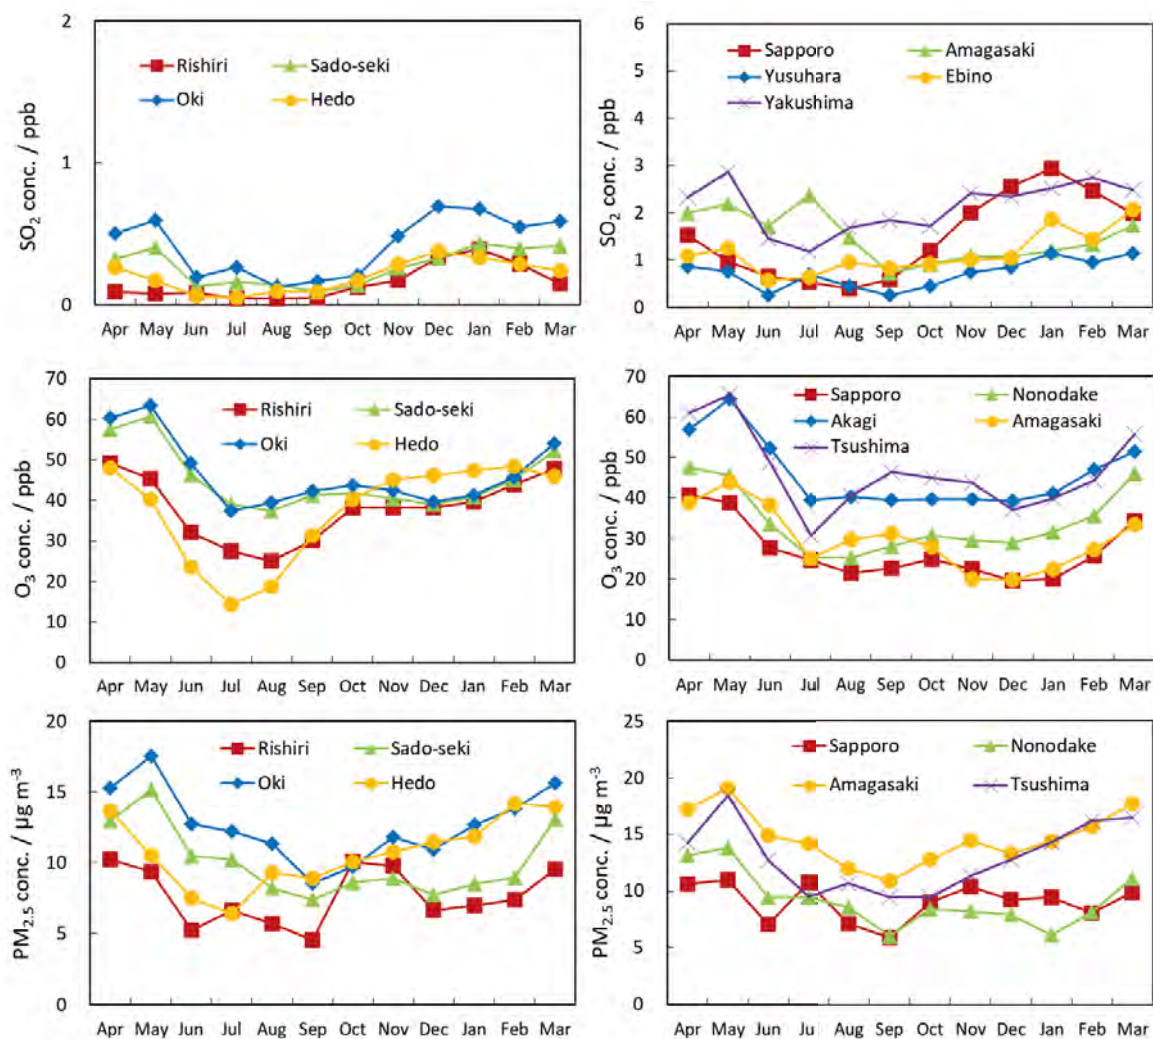 SO₂ conc. / ppb
2
1
0
Rishiri
Sado-seki
Oki
Hedo
Apr May Jun Jul Aug Sep Oct Nov Dec Jan Feb Mar
SO₂ conc. / ppb
6
5
4
3
2
1
0
Sapporo
Amagasaki
Yusuhara
Ebino
Yakushima
Apr May Jun Jul Aug Sep Oct Nov Dec Jan Feb Mar
O₃ conc. / ppb
70
60
50
40
30
20
10
0
Rishiri
Sado-seki
Oki
Hedo
Apr May Jun Jul Aug Sep Oct Nov Dec Jan Feb Mar
O₃ conc. / ppb
70
60
50
40
30
20
10
0
Sapporo
Nonodake
Akagi
Amagasaki
Tsushima
Apr May Jun Jul Aug Sep Oct Nov Dec Jan Feb Mar
PM₂.₅ conc. / µg m⁻³
20
15
10
5
0
Rishiri
Sado-seki
Oki
Hedo
Apr May Jun Jul Aug Sep Oct Nov Dec Jan Feb Mar
PM₂.₅ conc. / µg m⁻³
25
20
15
10
5
0
Sapporo
Nonodake
Amagasaki
Tsushima
Apr May Jun Jul Aug Sep Oct Nov Dec Jan Feb Mar